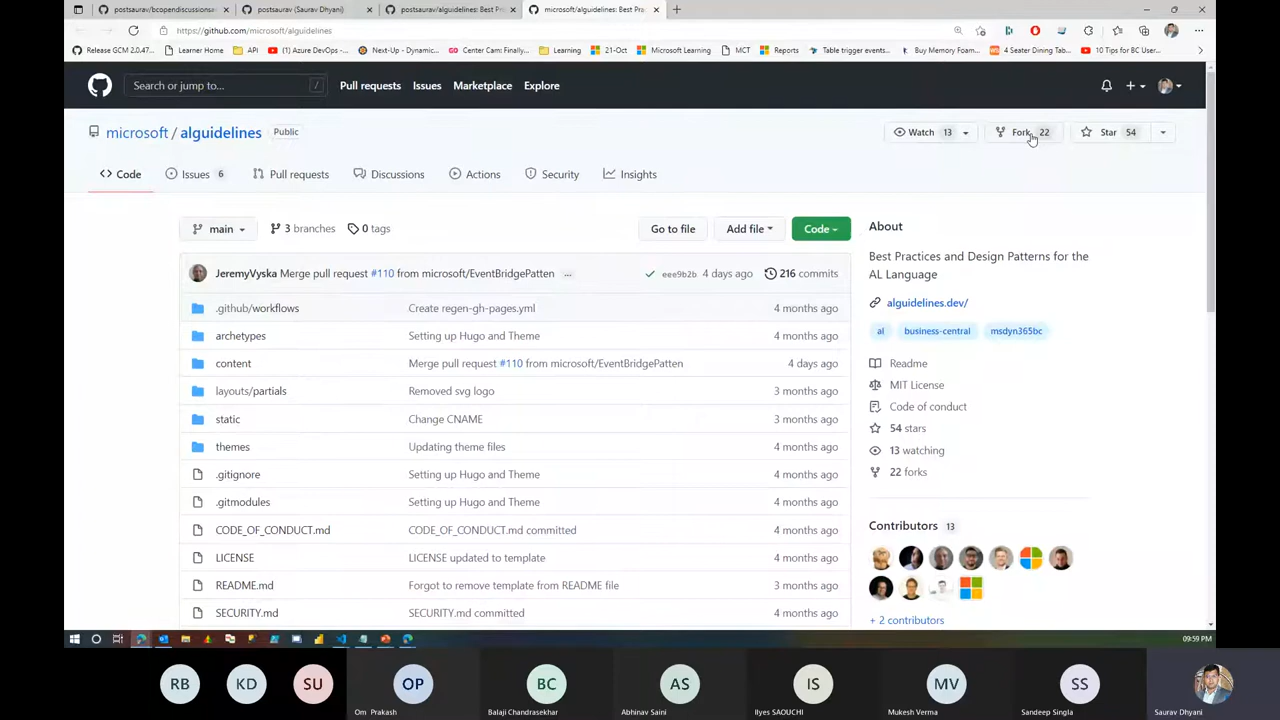 postsaurav/bcopendiscussions
postsaurav (Saurav Dhyani)
postsaurav/alguidelines: Best Pr
microsoft/alguidelines: Best Pra
https://github.com/microsoft/alguidelines
Release GCM 2.0.47...
Learner Home
API
(1) Azure DevOps -...
Next-Up - Dynamic...
Center Cam: Finally...
Learning
21-Oct
Microsoft Learning
MCT
Reports
Table trigger events...
Buy Memory Foam...
4 Seater Dining Tab...
10 Tips for BC User...
Search or jump to...
/
Pull requests
Issues
Marketplace
Explore
microsoft / alguidelines
Public
Watch 13
Fork 22
Star 54
Code
Issues 6
Pull requests
Discussions
Actions
Security
Insights
main
3 branches
0 tags
Go to file
Add file
Code
JeremyVyska Merge pull request #110 from microsoft/EventBridgePatten ... eee9b2b 4 days ago 216 commits
.github/workflows Create regen-gh-pages.yml 4 months ago
archetypes Setting up Hugo and Theme 4 months ago
content Merge pull request #110 from microsoft/EventBridgePatten 4 days ago
layouts/partials Removed svg logo 3 months ago
static Change CNAME 3 months ago
themes Updating theme files 4 months ago
.gitignore Setting up Hugo and Theme 4 months ago
.gitmodules Setting up Hugo and Theme 4 months ago
CODE_OF_CONDUCT.md CODE_OF_CONDUCT.md committed 4 months ago
LICENSE LICENSE updated to template 4 months ago
README.md Forgot to remove template from README file 3 months ago
SECURITY.md SECURITY.md committed 4 months ago
About
Best Practices and Design Patterns for the
AL Language
alguidelines.dev/
al
business-central
msdyn365bc
Readme
MIT License
Code of conduct
54 stars
13 watching
22 forks
Contributors 13
+ 2 contributors
09:59 PM
RB
KD
SU
OP
BC
AS
IS
MV
SS
Om Prakash
Balaji Chandrasekhar
Abhinav Saini
Ilyes SAOUCHI
Mukesh Verma
Sandeep Singla
Saurav Dhyani